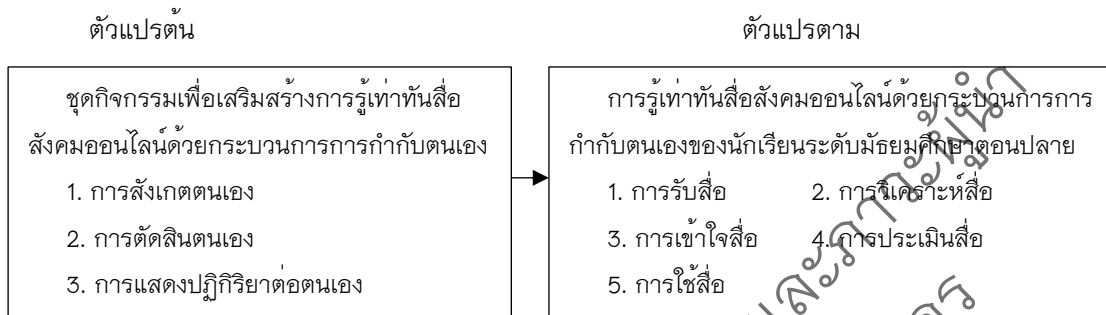 ตัวแปรต้น
ตัวแปรตาม
ชุดกิจกรรมเพื่อเสริมสร้างการรู้เท่าทันสื่อ
สังคมออนไลน์ด้วยกระบวนการการกำกับตนเอง
1. การสังเกตตนเอง
2. การตัดสินตนเอง
3. การแสดงปฏิกิริยาต่อตนเอง
การรู้เท่าทันสื่อสังคมออนไลน์ด้วยกระบวนการการ
กำกับตนเองของนักเรียนระดับมัธยมศึกษาตอนปลาย
1. การรับสื่อ 2. การวิเคราะห์สื่อ
3. การเข้าใจสื่อ 4. การประเมินสื่อ
5. การใช้สื่อ
และภาวะผู้นำ